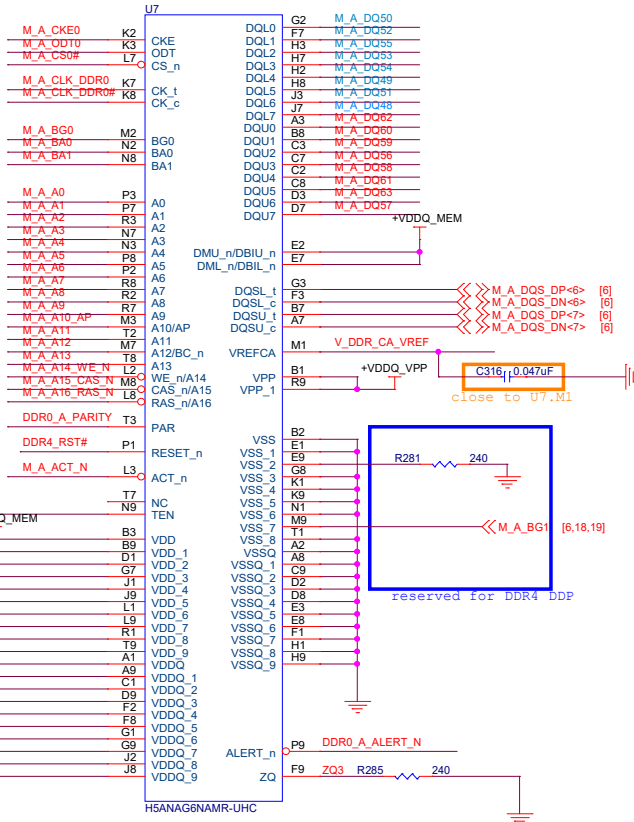 U7
M_A_CKE0 K2 CKE DQL0 G2 M_A_DQ50
M_A_ODT0 K3 ODT DQL1 F7 M_A_DQ52
M_A_CS0# L7 CS_n DQL2 H3 M_A_DQ55
DQL3 H7 M_A_DQ53
M_A_CLK_DDR0 K7 CK_t DQL4 H2 M_A_DQ54
M_A_CLK_DDR0# K8 CK_c DQL5 H8 M_A_DQ49
DQL6 J3 M_A_DQ51
DQL7 J7 M_A_DQ48
DQU0 A3 M_A_DQ62
M_A_BG0 M2 BG0 DQU1 B8 M_A_DQ60
M_A_BA0 N2 BA0 DQU2 C3 M_A_DQ59
M_A_BA1 N8 BA1 DQU3 C7 M_A_DQ56
DQU4 C2 M_A_DQ58
DQU5 C8 M_A_DQ61
M_A_A0 P3 A0 DQU6 D3 M_A_DQ63
M_A_A1 P7 A1 DQU7 D7 M_A_DQ57
M_A_A2 R3 A2 +VDDQ_MEM
M_A_A3 N7 A3
M_A_A4 N3 A4 DMU_n/DBIU_n E2
M_A_A5 P8 A5 DML_n/DBIL_n E7
M_A_A6 P2 A6
M_A_A7 R8 A7 DQSL_t G3 M_A_DQS_DP<6> [6]
M_A_A8 R2 A8 DQSL_c F3 M_A_DQS_DN<6> [6]
M_A_A9 R7 A9 DQSU_t B7 M_A_DQS_DP<7> [6]
M_A_A10_AP M3 A10/AP DQSU_c A7 M_A_DQS_DN<7> [6]
M_A_A11 T2 A11
M_A_A12 M7 A12/BC_n VREFCA M1 V_DDR_CA_VREF
M_A_A13 T8 A13
M_A_A14_WE_N L2 WE_n/A14 VPP B1 +VDDQ_VPP C316 0.047uF
M_A_A15_CAS_N M8 CAS_n/A15 VPP_1 R9
M_A_A16_RAS_N L8 RAS_n/A16 close to U7.M1
DDR0_A_PARITY T3 PAR
VSS B2
DDR4_RST# P1 RESET_n VSS_1 E1
VSS_2 E9 R281 240
M_A_ACT_N L3 ACT_n VSS_3 G8
VSS_4 K1
T7 NC VSS_5 K9
N9 TEN VSS_6 N1
Q_MEM VSS_7 M9 M_A_BG1 [6,18,19]
B3 VDD VSS_8 T1
B9 VDD_1 VSSQ A2
D1 VDD_2 VSSQ_1 A8
G7 VDD_3 VSSQ_2 C9
J1 VDD_4 VSSQ_3 D2
J9 VDD_5 VSSQ_4 D8 reserved for DDR4 DDP
L1 VDD_6 VSSQ_5 E3
L9 VDD_7 VSSQ_6 E8
R1 VDD_8 VSSQ_7 F1
T9 VDD_9 VSSQ_8 H1
A1 VDDQ VSSQ_9 H9
A9 VDDQ_1
C1 VDDQ_2
D9 VDDQ_3
F2 VDDQ_4
F8 VDDQ_5
G1 VDDQ_6
G9 VDDQ_7 ALERT_n P9 DDR0_A_ALERT_N
J2 VDDQ_8
J8 VDDQ_9 ZQ F9 ZQ3 R285 240
H5ANAG6NAMR-UHC